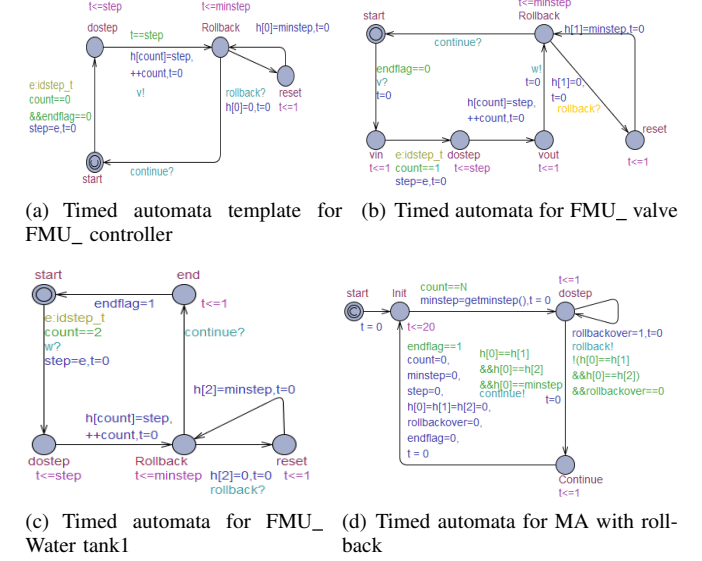 t<=step
t<=minstep
dostep
Rollback
h[0]=minstep,t=0
t==step
h[count]=step,
++count,t=0
v!
e:idstep_t
count==0
&&endflag==0
step=e,t=0
rollback?
h[0]=0,t=0
reset
t<=1
continue?
start
t<=minstep
Rollback
start
h[1]=minstep,t=0
continue?
endflag==0
v?
t=0
w!
t=0
h[1]=0,
t=0
rollback?
h[count]=step,
++count,t=0
reset
t<=1
vin
t<=1
e:idstep_t
count==1
step=e,t=0
dostep
t<=step
vout
t<=1
(a) Timed automata template for
FMU_ controller
(b) Timed automata for FMU_ valve
start
end
endflag=1
t<=1
e:idstep_t
count==2
w?
step=e,t=0
continue?
h[2]=minstep,t=0
h[count]=step,
++count,t=0
dostep
t<=step
Rollback
t<=minstep
h[2]=0,t=0
rollback?
reset
t<=1
start
t = 0
Init
t<=20
count==N
minstep=getminstep(),t = 0
t<=1
dostep
endflag==1
count=0,
minstep=0,
step=0,
h[0]=h[1]=h[2]=0,
rollbackover=0,
endflag=0,
t = 0
h[0]==h[1]
&&h[0]==h[2]
&&h[0]==minstep
continue!
t=0
rollbackover=1,t=0
rollback!
!(h[0]==h[1]
&&h[0]==h[2])
&&rollbackover==0
Continue
t<=1
(c) Timed automata for FMU_
Water tank1
(d) Timed automata for MA with roll-
back